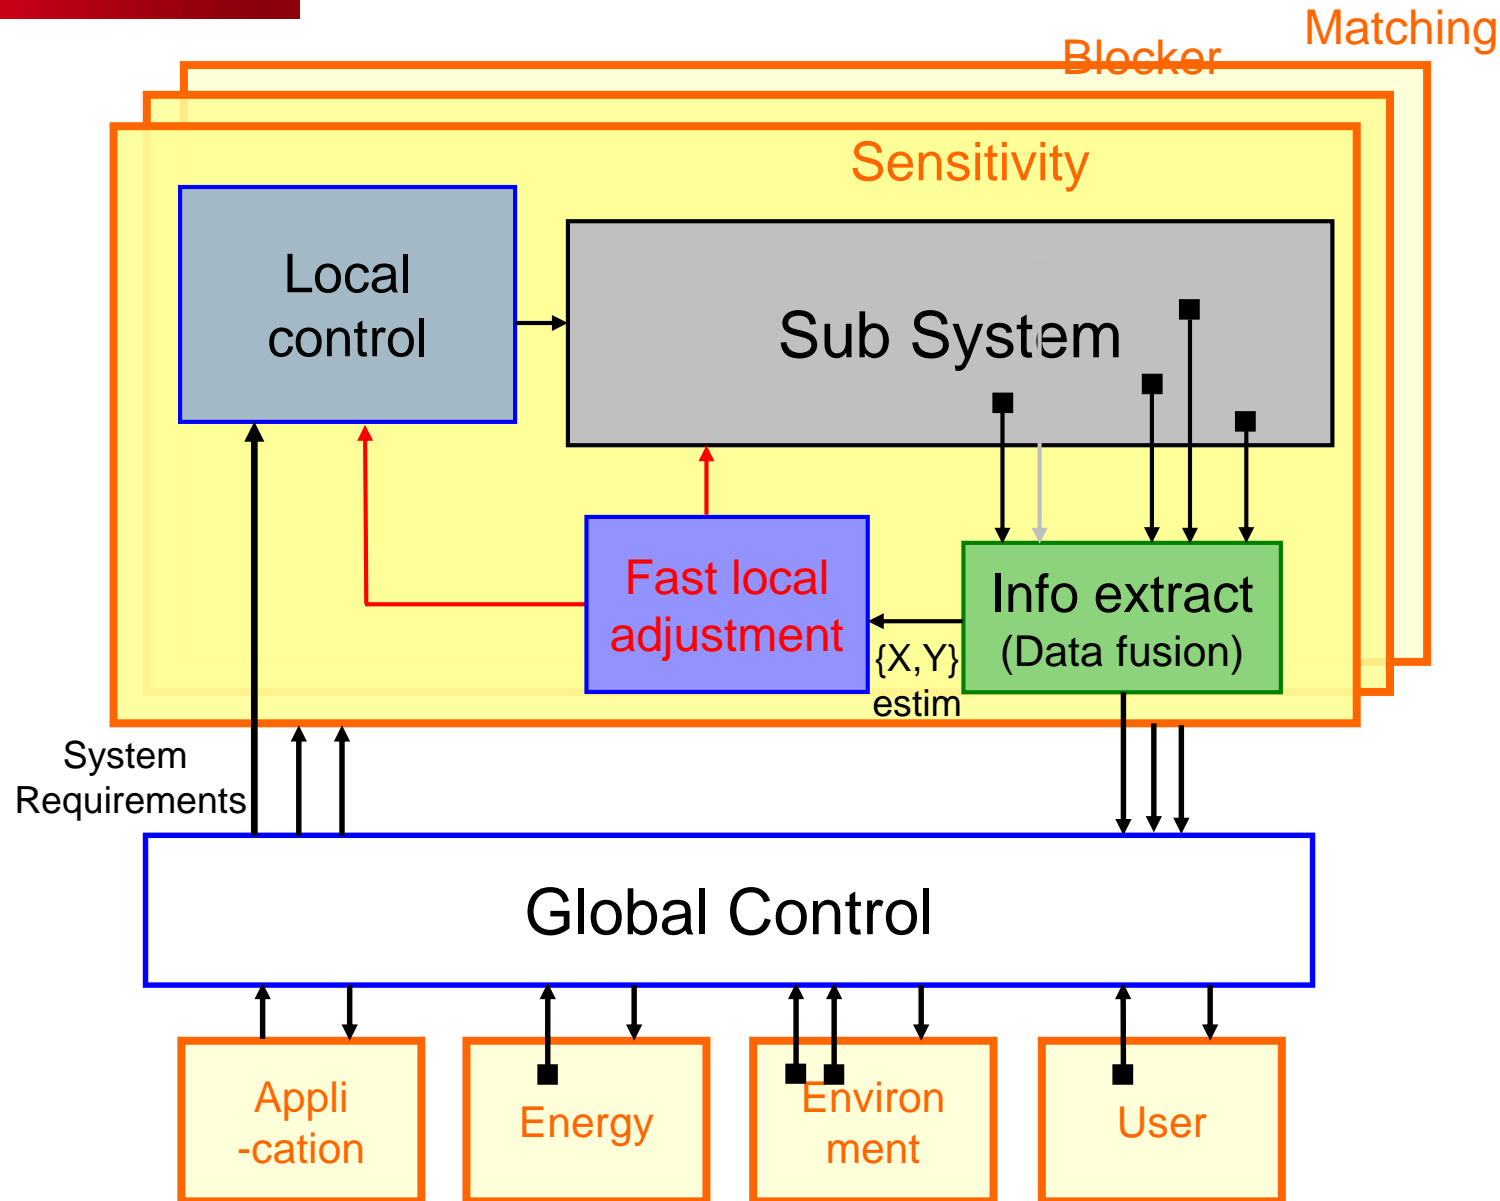 Matching
Blocker
Sensitivity
Local
control
Sub System
Fast local
adjustment
Info extract
(Data fusion)
{X,Y}
estim
System
Requirements
Global Control
Appli
-cation
Energy
Environ
ment
User